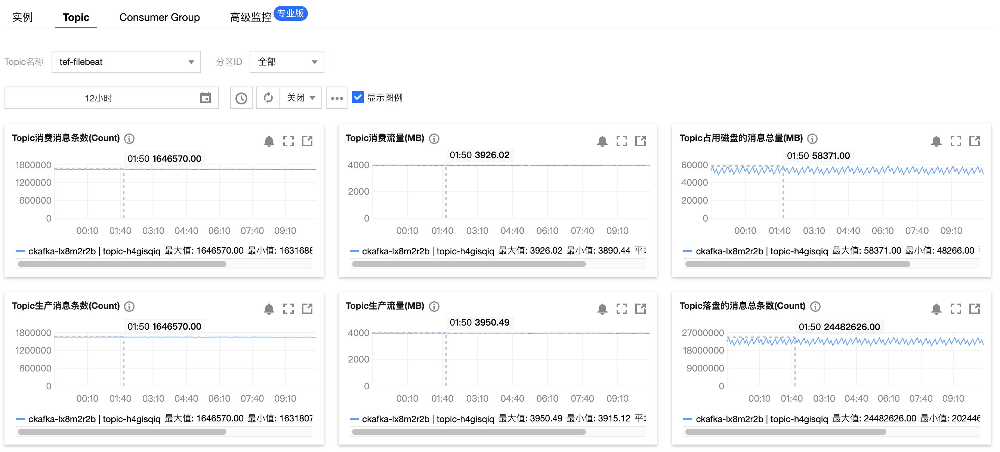 实例 Topic Consumer Group 高级监控 专业版
Topic名称 tef-filebeat 分区ID 全部
12小时 关闭 显示图例
Topic消费消息条数(Count)
01:50 1646570.00
1800000
1200000
600000
0
00:10 01:40 03:10 04:40 06:10 07:40 09:10
ckafka-lx8m2r2b | topic-h4gisqiq 最大值: 1646570.00 最小值: 1631688
Topic消费流量(MB)
01:50 3926.02
4000
2000
0
00:10 01:40 03:10 04:40 06:10 07:40 09:10
ckafka-lx8m2r2b | topic-h4gisqiq 最大值: 3926.02 最小值: 3890.44 平
Topic占用磁盘的消息总量(MB)
01:50 58371.00
60000
40000
20000
0
00:10 01:40 03:10 04:40 06:10 07:40 09:10
ckafka-lx8m2r2b | topic-h4gisqiq 最大值: 58371.00 最小值: 48266.00
Topic生产消息条数(Count)
01:50 1646570.00
1800000
1200000
600000
0
00:10 01:40 03:10 04:40 06:10 07:40 09:10
ckafka-lx8m2r2b | topic-h4gisqiq 最大值: 1646570.00 最小值: 1631807
Topic生产流量(MB)
01:50 3950.49
4000
2000
0
00:10 01:40 03:10 04:40 06:10 07:40 09:10
ckafka-lx8m2r2b | topic-h4gisqiq 最大值: 3950.49 最小值: 3915.12 平
Topic落盘的消息总条数(Count)
01:50 24482626.00
27000000
18000000
9000000
0
00:10 01:40 03:10 04:40 06:10 07:40 09:10
ckafka-lx8m2r2b | topic-h4gisqiq 最大值: 24482626.00 最小值: 202446